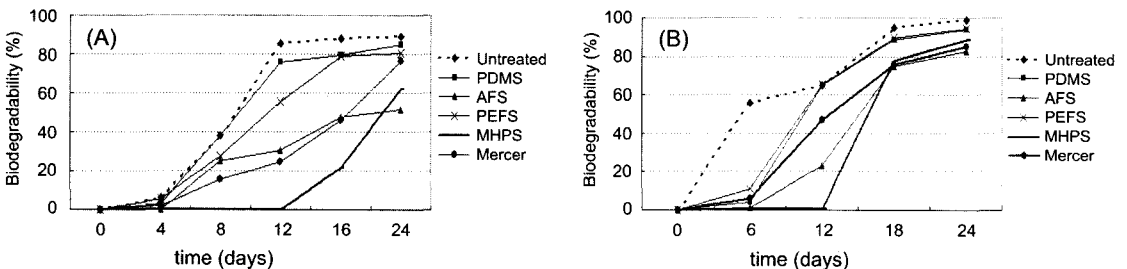 (A)
Biodegradability (%)
100
80
60
40
20
0
0 4 8 12 16 24
time (days)
Untreated
PDMS
AFS
PEFS
MHPS
Mercer
(B)
Biodegradability (%)
100
80
60
40
20
0
0 6 12 18 24
time (days)
Untreated
PDMS
AFS
PEFS
MHPS
Mercer